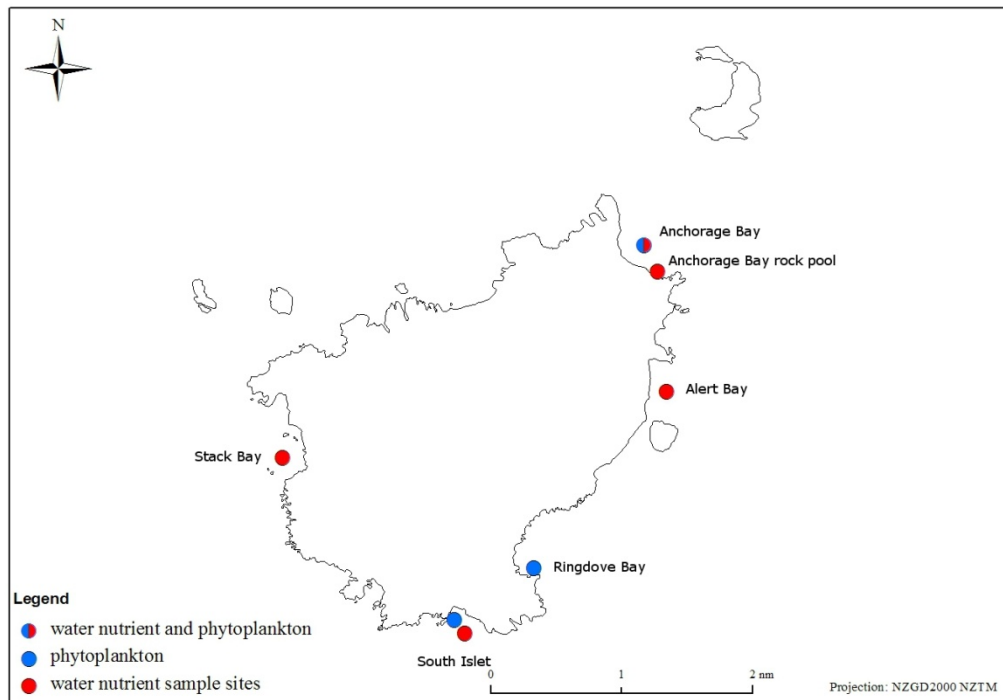 N
Anchorage Bay
Anchorage Bay rock pool
Alert Bay
Stack Bay
Ringdove Bay
South Islet
Legend
water nutrient and phytoplankton
phytoplankton
water nutrient sample sites
0 1 2 nm
Projection: NZGD2000 NZTM